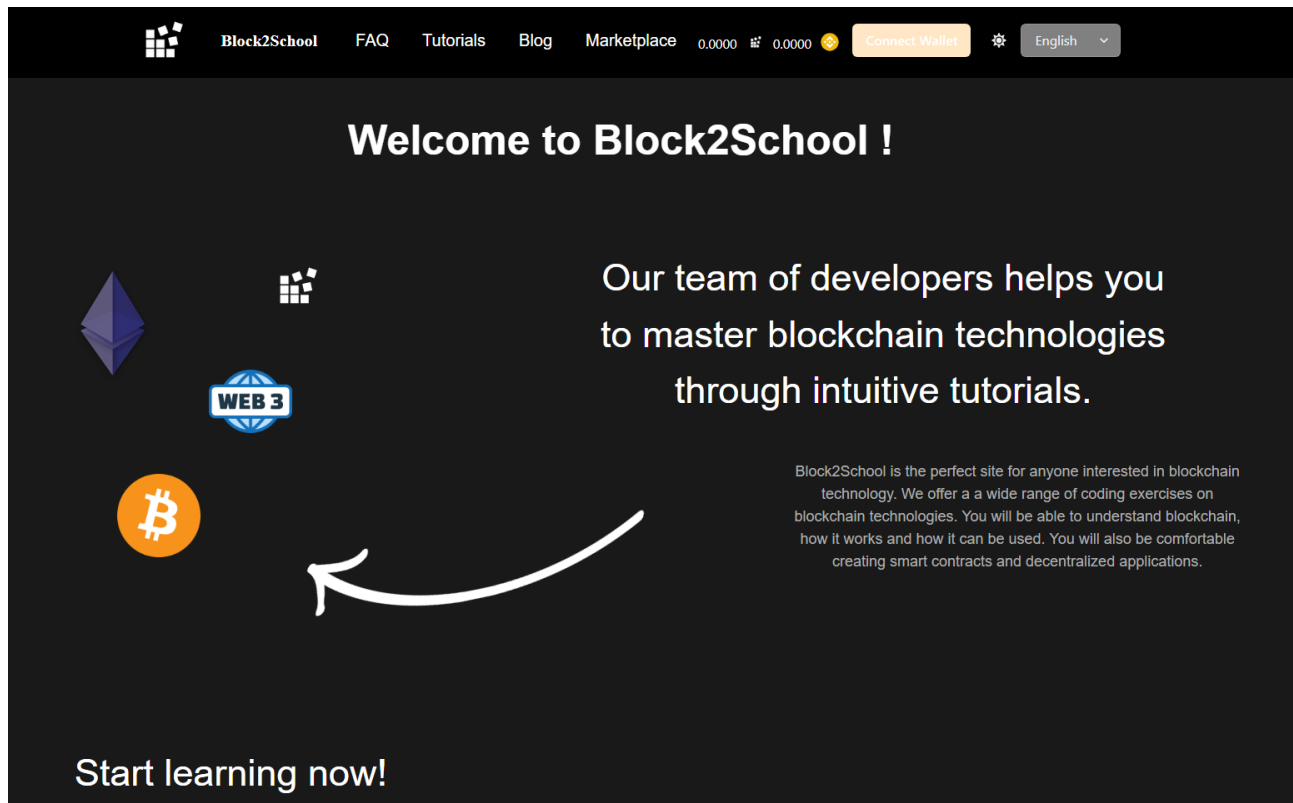 Block2School FAQ Tutorials Blog Marketplace 0.0000 0.0000 Connect Wallet English
Welcome to Block2School !
Our team of developers helps you
to master blockchain technologies
through intuitive tutorials.
WEB 3
Block2School is the perfect site for anyone interested in blockchain
technology. We offer a a wide range of coding exercises on
blockchain technologies. You will be able to understand blockchain,
how it works and how it can be used. You will also be comfortable
creating smart contracts and decentralized applications.
Start learning now!